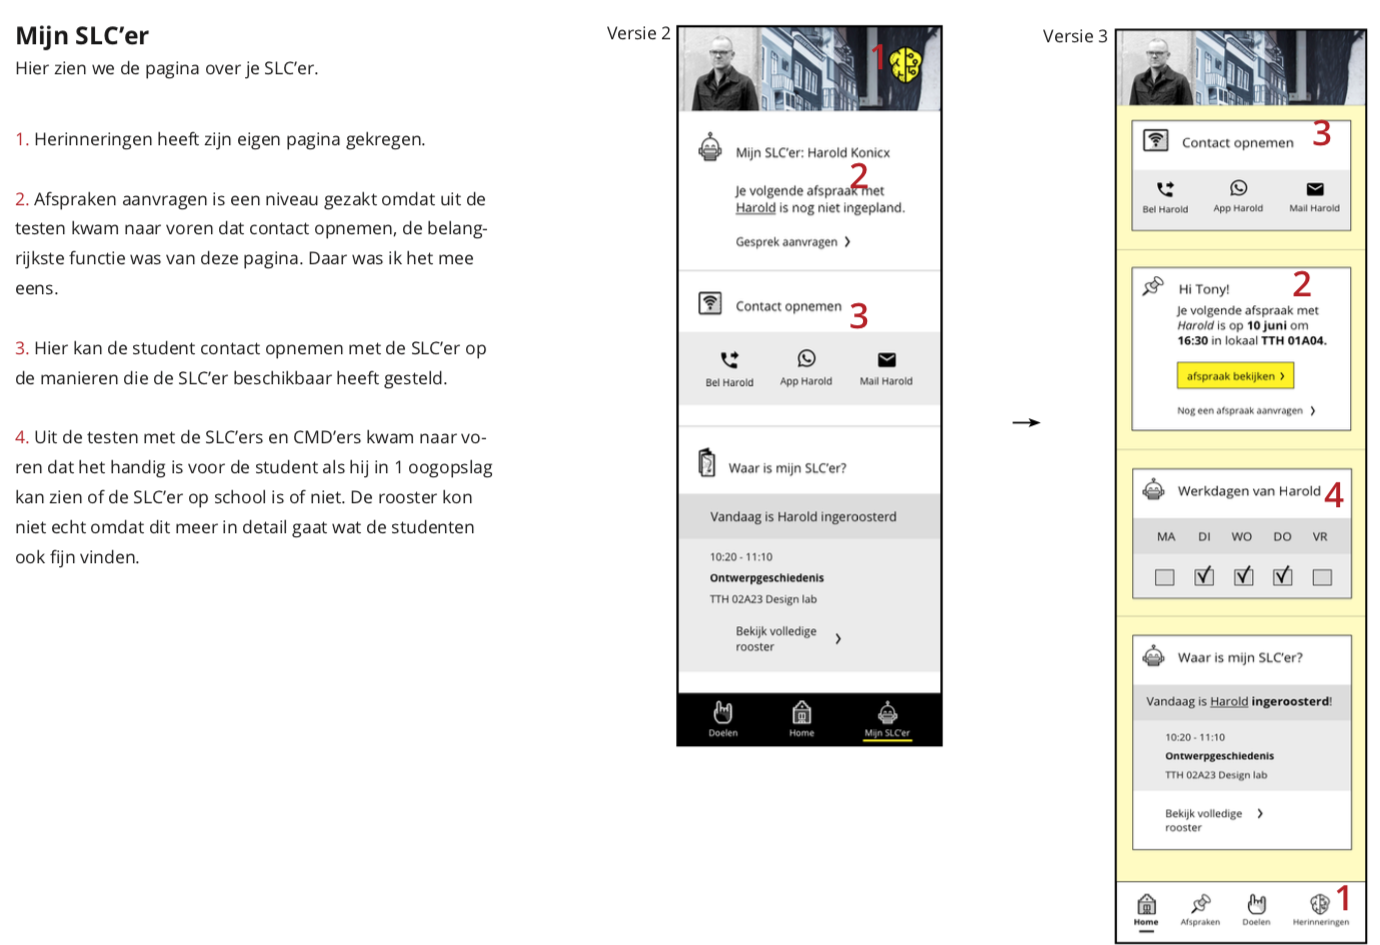 Mijn SLC’er
Hier zien we de pagina over je SLC’er.
1. Herinneringen heeft zijn eigen pagina gekregen.
2. Afspraken aanvragen is een niveau gezakt omdat uit de
testen kwam naar voren dat contact opnemen, de belang-
rijkste functie was van deze pagina. Daar was ik het mee
eens.
3. Hier kan de student contact opnemen met de SLC’er op
de manieren die de SLC’er beschikbaar heeft gesteld.
4. Uit de testen met de SLC’ers en CMD’ers kwam naar vo-
ren dat het handig is voor de student als hij in 1 oogopslag
kan zien of de SLC’er op school is of niet. De rooster kon
niet echt omdat dit meer in detail gaat wat de studenten
ook fijn vinden.
Versie 2
1
Mijn SLC’er: Harold Konicx
2
Je volgende afspraak met
Harold is nog niet ingepland.
Gesprek aanvragen ❯
Contact opnemen
3
Bel Harold App Harold Mail Harold
Waar is mijn SLC’er?
Vandaag is Harold ingeroosterd
10:20 - 11:10
Ontwerpgeschiedenis
TTH 02A23 Design lab
Bekijk volledige ❯
rooster
Doelen Home Mijn SLC’er
→
Versie 3
Contact opnemen
3
Bel Harold App Harold Mail Harold
Hi Tony!
2
Je volgende afspraak met
Harold is op 10 juni om
16:30 in lokaal TTH 01A04.
afspraak bekijken ❯
Nog een afspraak aanvragen ❯
Werkdagen van Harold
4
MA DI WO DO VR
Waar is mijn SLC’er?
Vandaag is Harold ingeroosterd!
10:20 - 11:10
Ontwerpgeschiedenis
TTH 02A23 Design lab
Bekijk volledige ❯
rooster
1
Home Afspraken Doelen Herinneringen